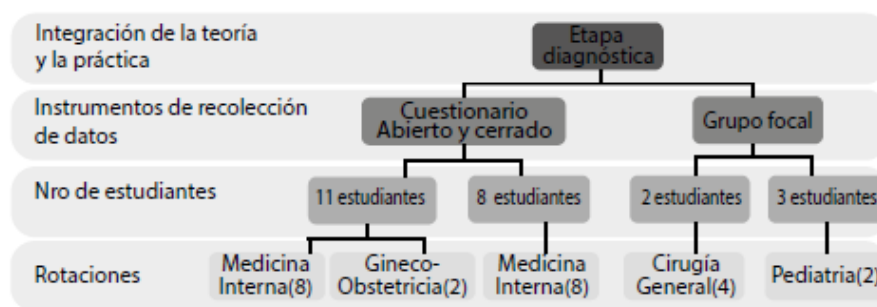 Integración de la teoría
y la práctica
Etapa
diagnóstica
Instrumentos de recolección
de datos
Cuestionario
Abierto y cerrado
Grupo focal
Nro de estudiantes
11 estudiantes
8 estudiantes
2 estudiantes
3 estudiantes
Rotaciones
Medicina
Interna(8)
Gineco-
Obstetricia(2)
Medicina
Interna(8)
Cirugía
General(4)
Pediatria(2)